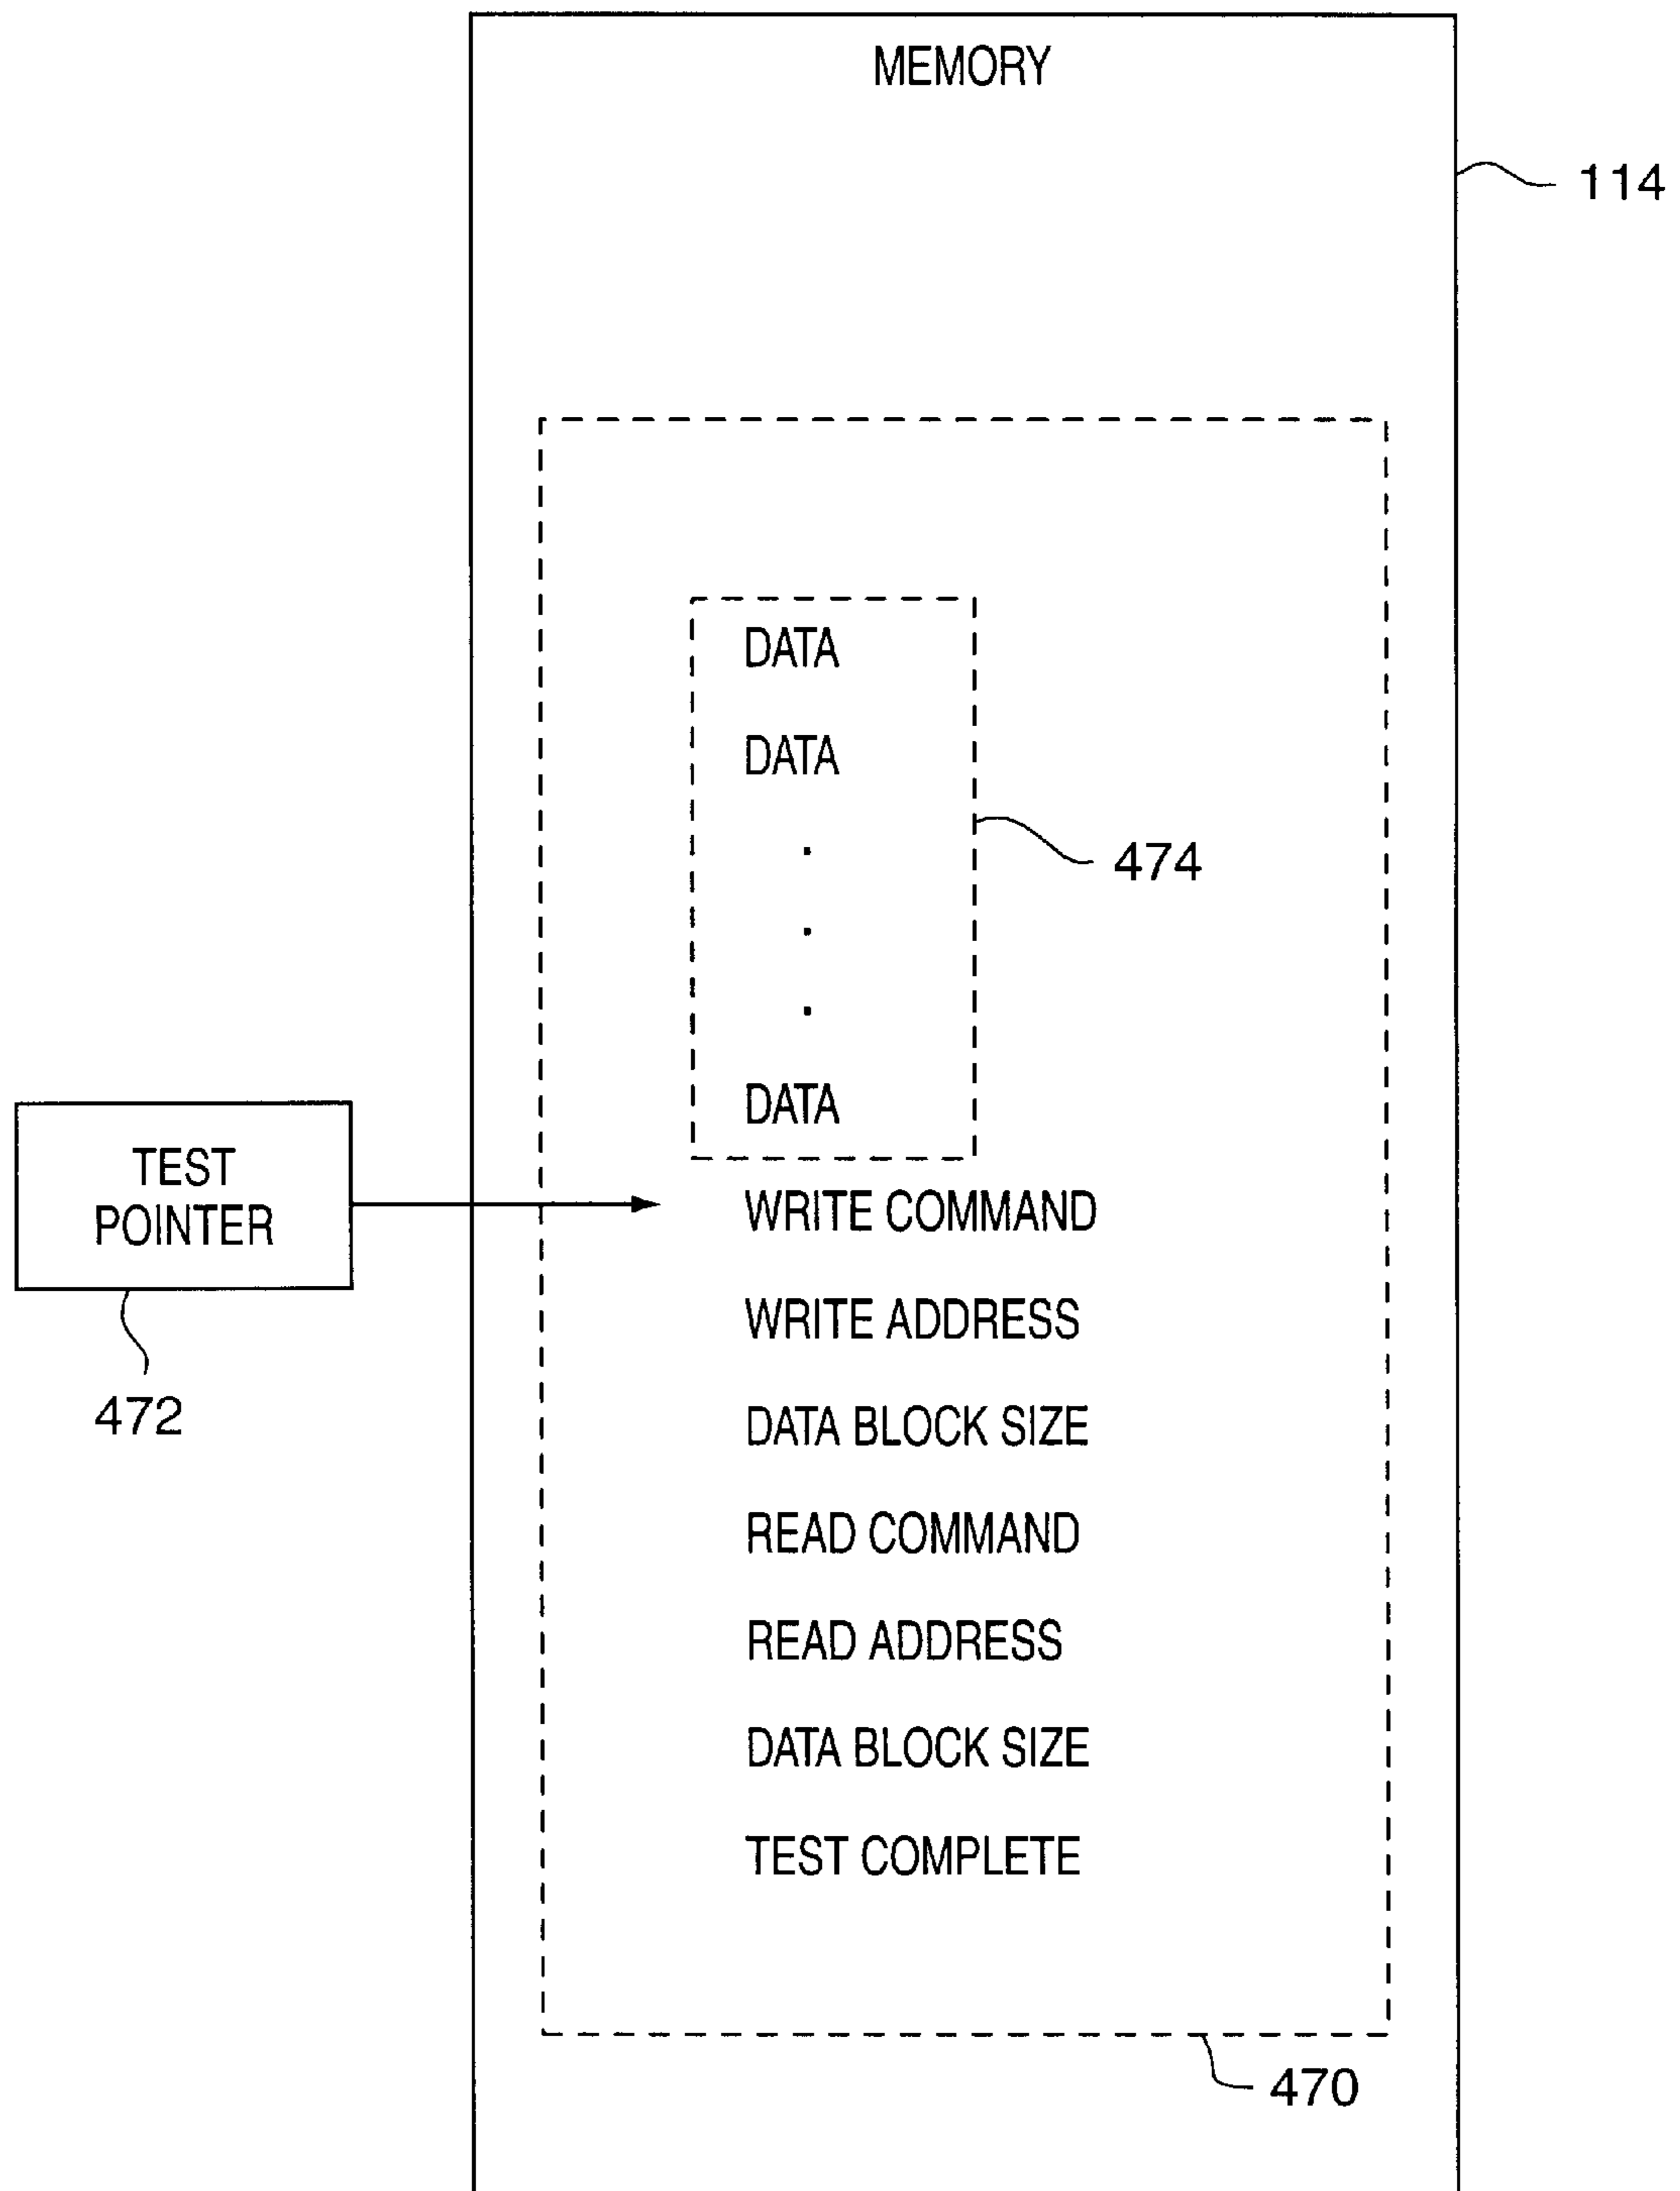 MEMORY
114
DATA
DATA
.
.
.
474
DATA
TEST
POINTER
472
WRITE COMMAND
WRITE ADDRESS
DATA BLOCK SIZE
READ COMMAND
READ ADDRESS
DATA BLOCK SIZE
TEST COMPLETE
470